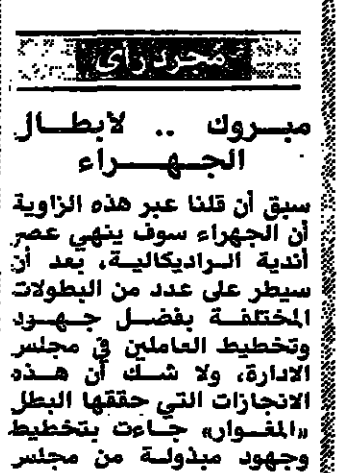 مجرد رأي
مبروك .. لأبطال
الجهراء
سبق أن قلنا عبر هذه الزاوية
أن الجهراء سوف ينهي عصر
أندية الراديكالية، بعد أن
سيطر على عدد من البطولات
المختلفة بفضل جهود
وتخطيط العاملين في مجلس
الادارة، ولا شك أن هذه
الانجازات التي حققها البطل
«المغوار» جاءت بتخطيط
وجهود مبذولة من مجلس